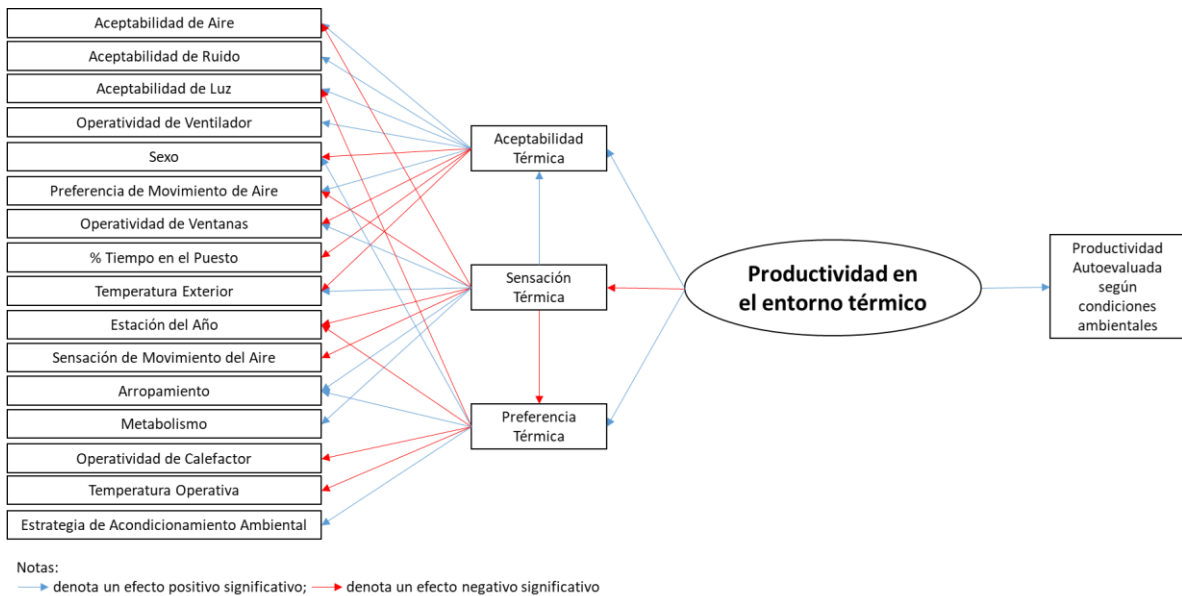 Aceptabilidad de Aire
Aceptabilidad de Ruido
Aceptabilidad de Luz
Operatividad de Ventilador
Sexo
Preferencia de Movimiento de Aire
Operatividad de Ventanas
% Tiempo en el Puesto
Temperatura Exterior
Estación del Año
Sensación de Movimiento del Aire
Arropamiento
Metabolismo
Operatividad de Calefactor
Temperatura Operativa
Estrategia de Acondicionamiento Ambiental
Aceptabilidad
Térmica
Sensación
Térmica
Preferencia
Térmica
Productividad en
el entorno térmico
Productividad
Autoevaluada
según
condiciones
ambientales
Notas:
denota un efecto positivo significativo; denota un efecto negativo significativo